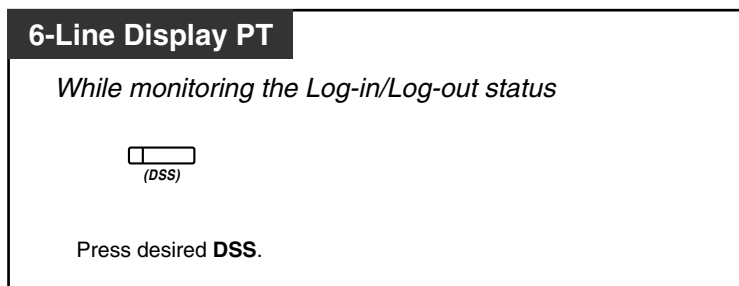 6-Line Display PT
While monitoring the Log-in/Log-out status
(DSS)
Press desired DSS.